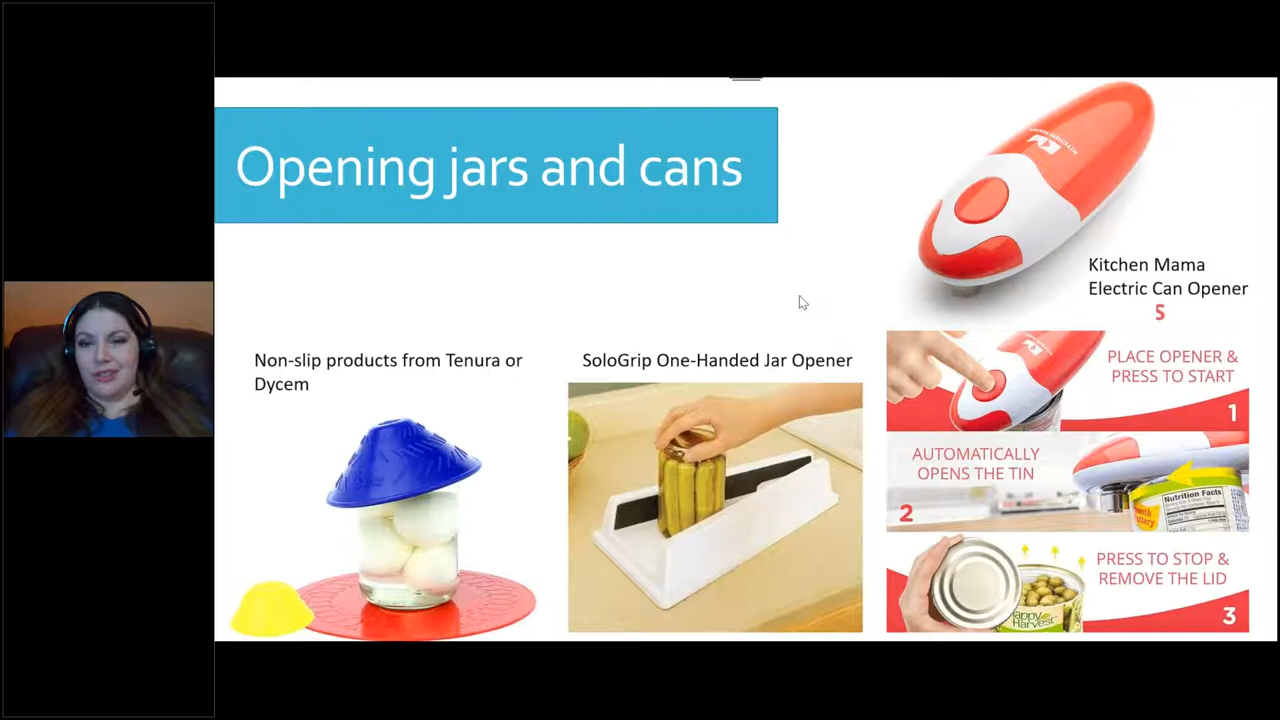 Opening jars and cans
KITCHEN MAMA
Kitchen Mama
Electric Can Opener
S
Non-slip products from Tenura or
Dycem
SoloGrip One-Handed Jar Opener
PLACE OPENER &
PRESS TO START
1
AUTOMATICALLY
OPENS THE TIN
2
Nutrition Facts
PRESS TO STOP &
REMOVE THE LID
3
Happy
Harvest